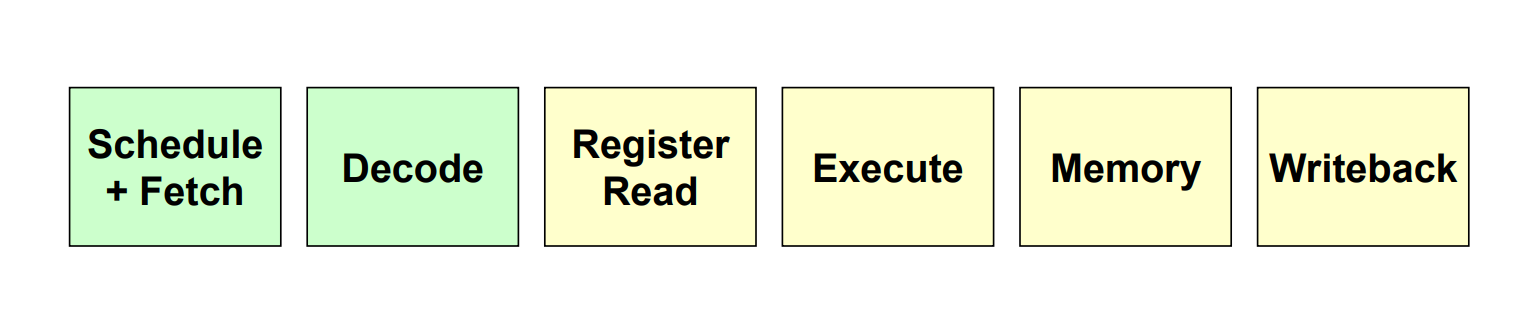 Schedule
+ Fetch
Decode
Register
Read
Execute
Memory
Writeback